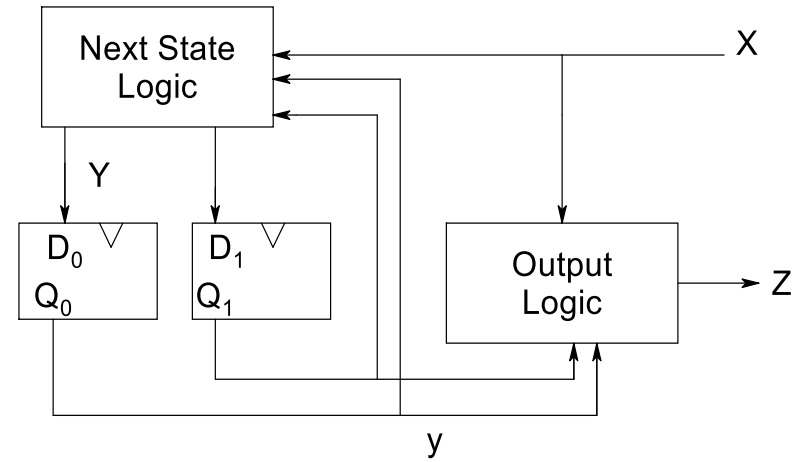 Next State
Logic
X
Y
D₀
D₁
Q₀
Q₁
Output
Logic
Z
y